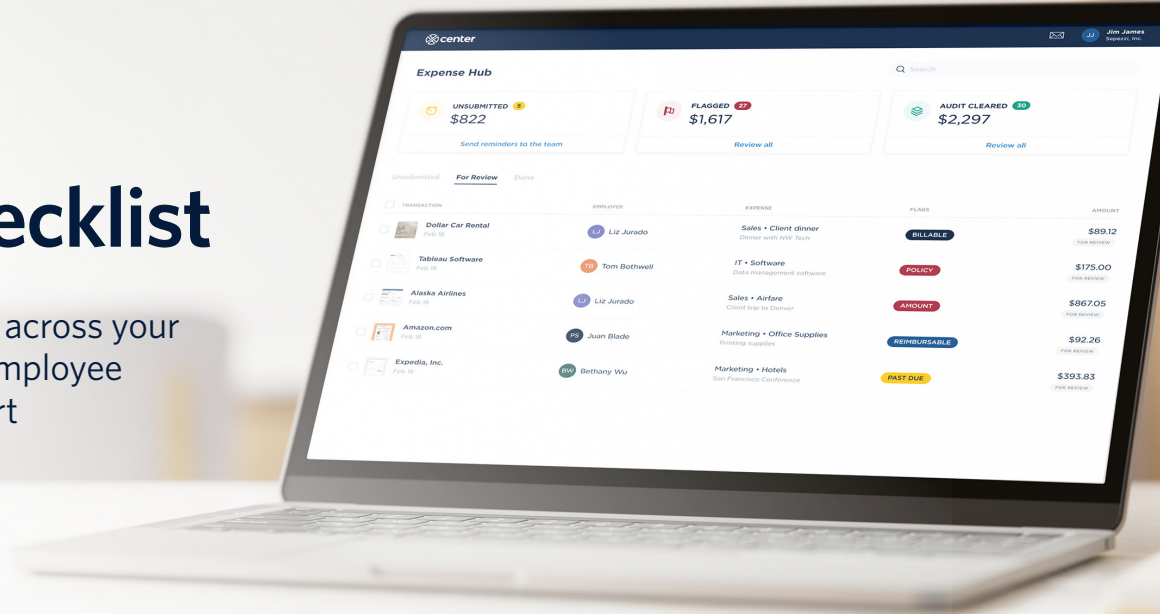 ecklist
across your
mployee
rt
center
JJ
Jim James
Sepezzi, Inc.
Expense Hub
Search
UNSUBMITTED 5
$822
Send reminders to the team
FLAGGED 27
$1,617
Review all
AUDIT CLEARED 30
$2,297
Review all
Unsubmitted For Review Done
TRANSACTION EMPLOYEE EXPENSE FLAGS AMOUNT
Dollar Car Rental LJ Liz Jurado Sales • Client dinner BILLABLE $89.12
Feb 18 Dinner with NW Tech FOR REVIEW
Tableau Software TB Tom Bothwell IT • Software POLICY $175.00
Feb 18 Data management software FOR REVIEW
Alaska Airlines LJ Liz Jurado Sales • Airfare AMOUNT $867.05
Feb 18 Client trip to Denver FOR REVIEW
Amazon.com PS Juan Blade Marketing • Office Supplies REIMBURSABLE $92.26
Feb 18 Printing supplies FOR REVIEW
Expedia, Inc. BW Bethany Wu Marketing • Hotels PAST DUE $393.83
Feb 18 San Francisco Conference FOR REVIEW